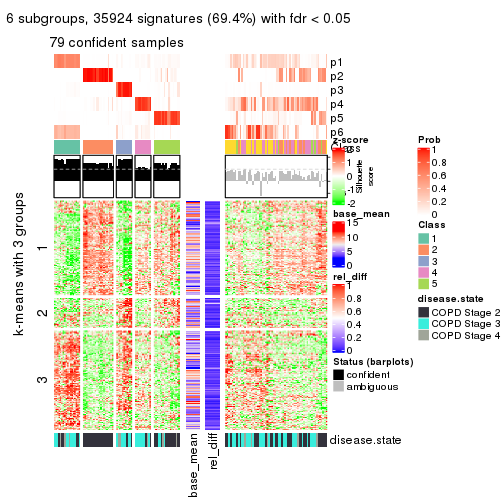 6 subgroups, 35924 signatures (69.4%) with fdr < 0.05
79 confident samples
p1
p2
p3
p4
p5
p6
Class
z-score
2
1
0
-1
-2
Silhouette
score
k-means with 3 groups
1
2
3
base_mean
15
10
5
0
rel_diff
1
0.8
0.6
0.4
0.2
0
Status (barplots)
confident
ambiguous
Prob
1
0.8
0.6
0.4
0.2
0
Class
1
2
3
4
5
disease.state
COPD Stage 2
COPD Stage 3
COPD Stage 4
disease.state
base_mean
rel_diff